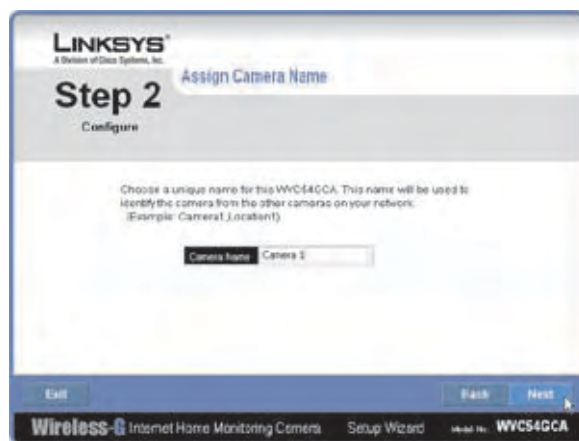 LINKSYS®
A Division of Cisco Systems, Inc.
Step 2
Configure
Assign Camera Name
Choose a unique name for this WVC54GCA. This name will be used to
identify the camera from the other cameras on your network.
(Example: Camera1_Location1)
Camera Name Camera 1
Exit Back Next
Wireless-G Internet Home Monitoring Camera Setup Wizard Model No. WVC54GCA